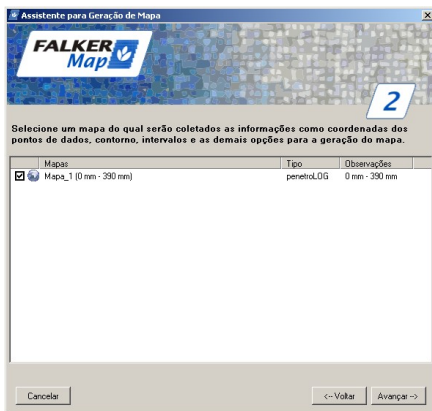 Assistente para Geração de Mapa
FALKER
Map
2
Selecione um mapa do qual serão coletados as informações como coordenadas dos
pontos de dados, contorno, intervalos e as demais opções para a geração do mapa.
Mapas Tipo Observações
Mapa_1 (0 mm - 390 mm) penetroLOG 0 mm - 390 mm
Cancelar <-- Voltar Avançar -->